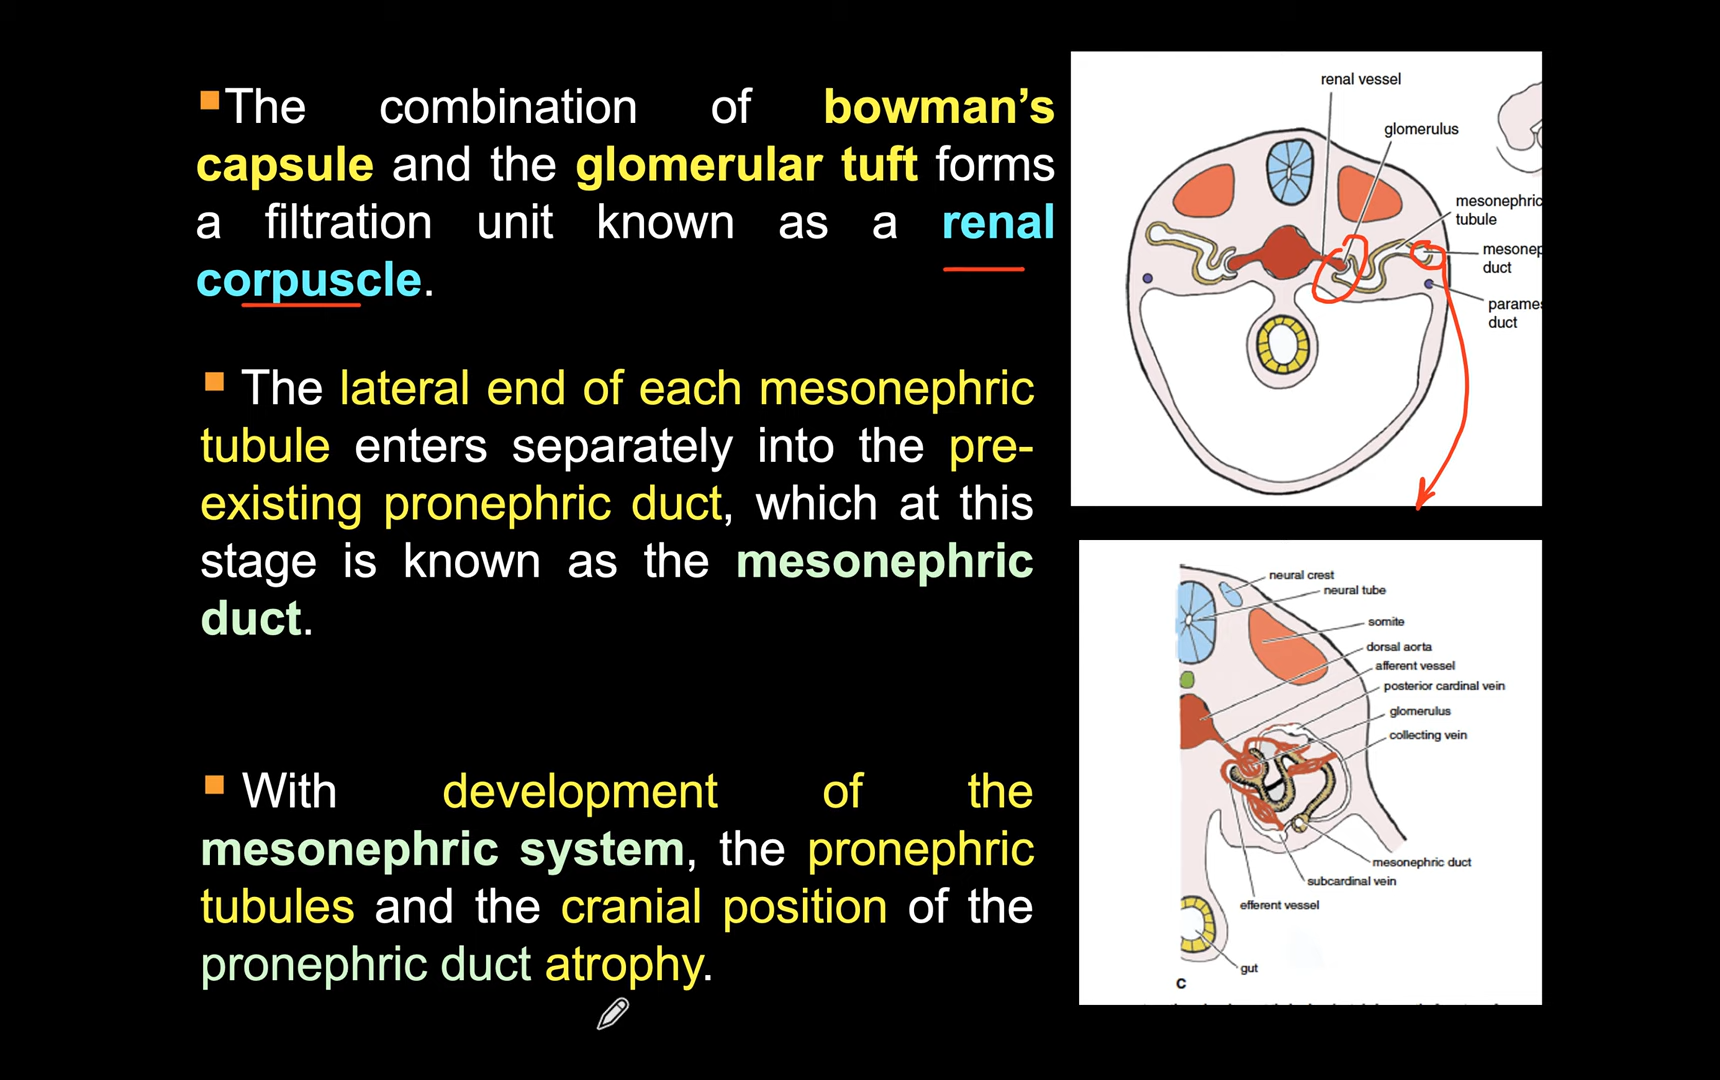 The combination of bowman’s
capsule and the glomerular tuft forms
a filtration unit known as a renal
corpuscle.
The lateral end of each mesonephric
tubule enters separately into the pre-
existing pronephric duct, which at this
stage is known as the mesonephric
duct.
With development of the
mesonephric system, the pronephric
tubules and the cranial position of the
pronephric duct atrophy.
renal vessel
glomerulus
mesonephric
tubule
mesonep
duct
parames
duct
neural crest
neural tube
somite
dorsal aorta
afferent vessel
posterior cardinal vein
glomerulus
collecting vein
mesonephric duct
subcardinal vein
efferent vessel
gut
C